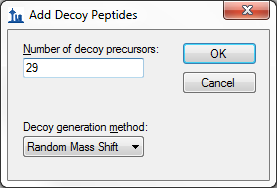 Add Decoy Peptides
Number of decoy precursors:
29
OK
Cancel
Decoy generation method:
Random Mass Shift